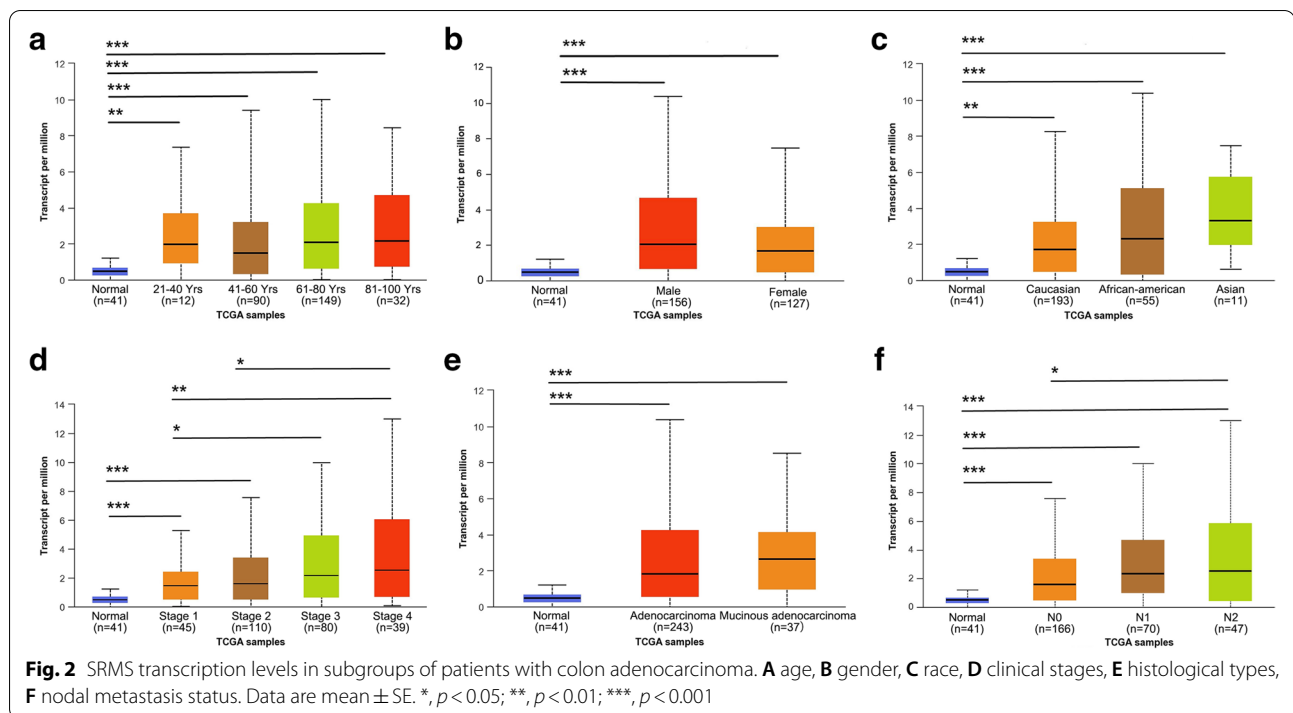 a
***
***
***
**
12
10
8
6
4
2
0
Transcript per million
Normal
(n=41)
21-40 Yrs
(n=12)
41-60 Yrs
(n=90)
61-80 Yrs
(n=149)
81-100 Yrs
(n=32)
TCGA samples
b
***
***
12
10
8
6
4
2
0
Transcript per million
Normal
(n=41)
Male
(n=156)
Female
(n=127)
TCGA samples
c
***
***
**
12
10
8
6
4
2
0
Transcript per million
Normal
(n=41)
Caucasian
(n=193)
African-american
(n=55)
Asian
(n=11)
TCGA samples
d
*
**
*
***
***
14
12
10
8
6
4
2
0
Transcript per million
Normal
(n=41)
Stage 1
(n=45)
Stage 2
(n=110)
Stage 3
(n=80)
Stage 4
(n=39)
TCGA samples
e
***
***
12
10
8
6
4
2
0
Transcript per million
Normal
(n=41)
Adenocarcinoma
(n=243)
Mucinous adenocarcinoma
(n=37)
TCGA samples
f
*
***
***
***
14
12
10
8
6
4
2
0
Transcript per million
Normal
(n=41)
N0
(n=166)
N1
(n=70)
N2
(n=47)
TCGA samples
Fig. 2 SRMS transcription levels in subgroups of patients with colon adenocarcinoma. A age, B gender, C race, D clinical stages, E histological types,
F nodal metastasis status. Data are mean ± SE. *, p < 0.05; **, p < 0.01; ***, p < 0.001